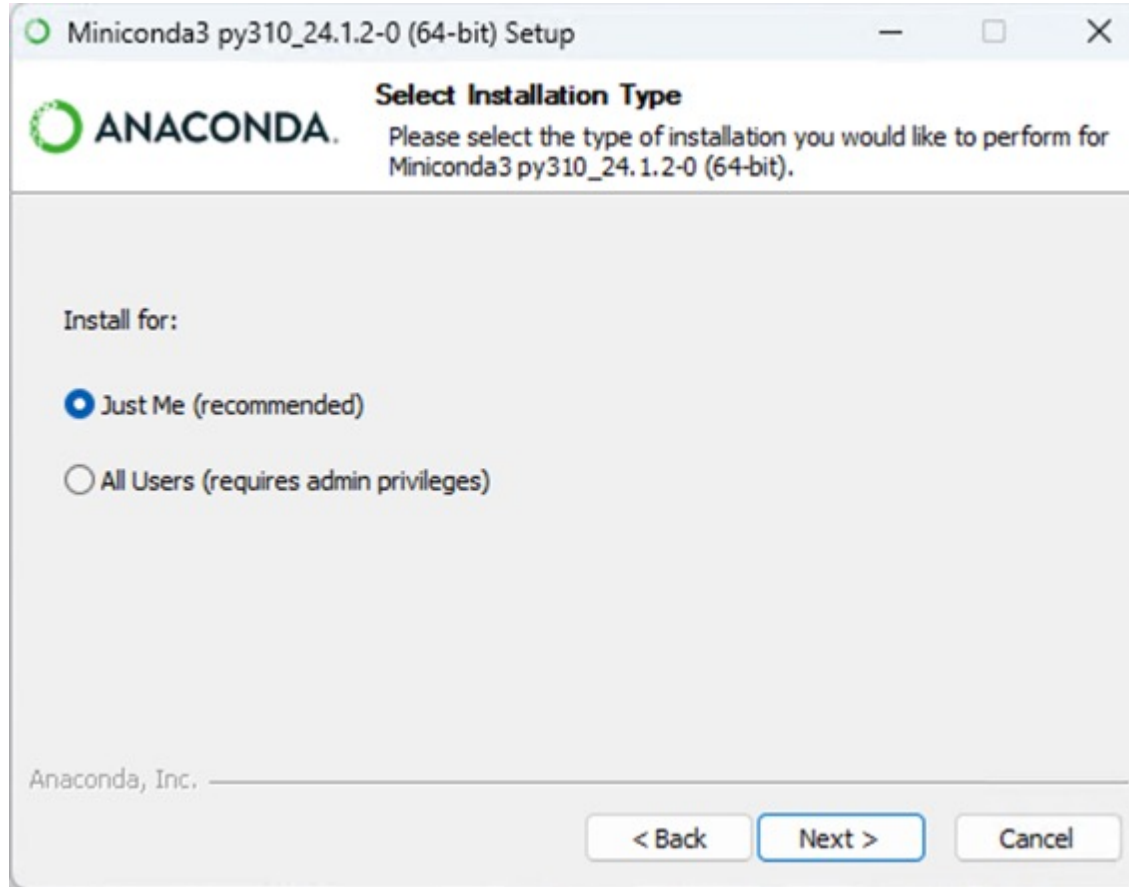 Miniconda3 py310_24.1.2-0 (64-bit) Setup
ANACONDA.
Select Installation Type
Please select the type of installation you would like to perform for
Miniconda3 py310_24.1.2-0 (64-bit).
Install for:
Just Me (recommended)
All Users (requires admin privileges)
Anaconda, Inc.
< Back
Next >
Cancel